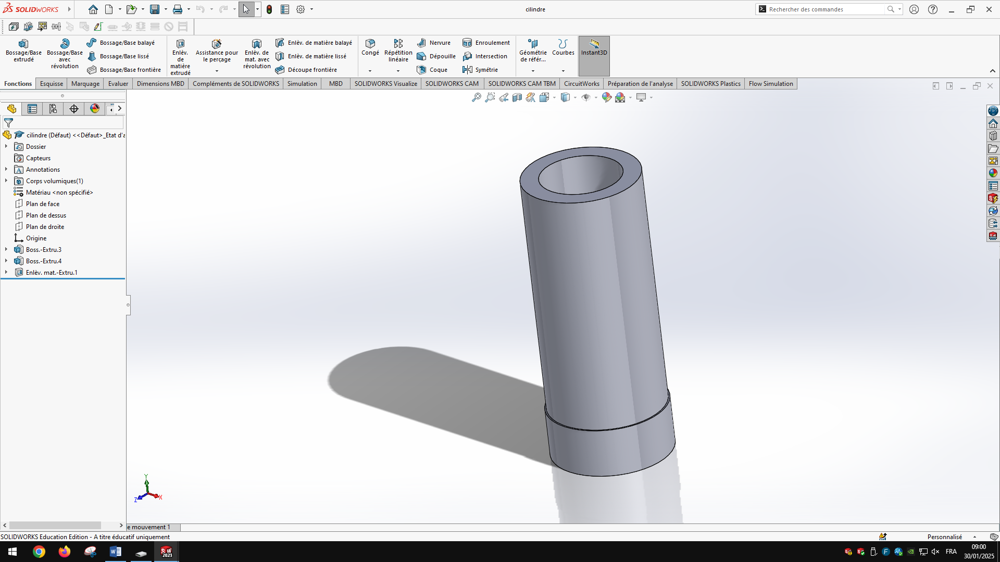 SOLIDWORKS
cilindre
Rechercher des commandes
Bossage/Base extrudé
Bossage/Base avec révolution
Bossage/Base balayé
Bossage/Base lissé
Bossage/Base frontière
Enlèv. de matière extrudé
Assistance pour le perçage
Enlèv. de mat. avec révolution
Enlèv. de matière balayé
Enlèv. de matière lissé
Découpe frontière
Congé
Répétition linéaire
Nervure
Dépouille
Coque
Enroulement
Intersection
Symétrie
Géométrie de référ...
Courbes
Instant3D
Fonctions
Esquisse
Marquage
Evaluer
Dimensions MBD
Compléments de SOLIDWORKS
Simulation
MBD
SOLIDWORKS Visualize
SOLIDWORKS CAM
SOLIDWORKS CAM TBM
CircuitWorks
Préparation de l'analyse
SOLIDWORKS Plastics
Flow Simulation
cilindre (Défaut) <<Défaut>_Etat d'a
Dossier
Capteurs
Annotations
Corps volumiques(1)
Matériau <non spécifié>
Plan de face
Plan de dessus
Plan de droite
Origine
Boss.-Extru.3
Boss.-Extru.4
Enlèv. mat.-Extru.1
Y
Z
X
e mouvement 1
SOLIDWORKS Education Edition - A titre éducatif uniquement
Personnalisé
SW
2023
FRA
09:00
30/01/2025